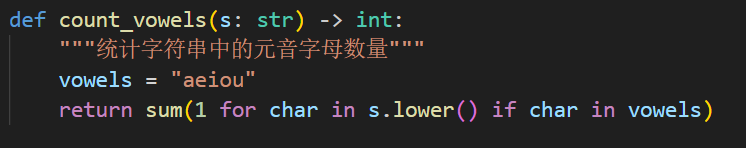 def count_vowels(s: str) -> int:
    """统计字符串中的元音字母数量"""
    vowels = "aeiou"
    return sum(1 for char in s.lower() if char in vowels)